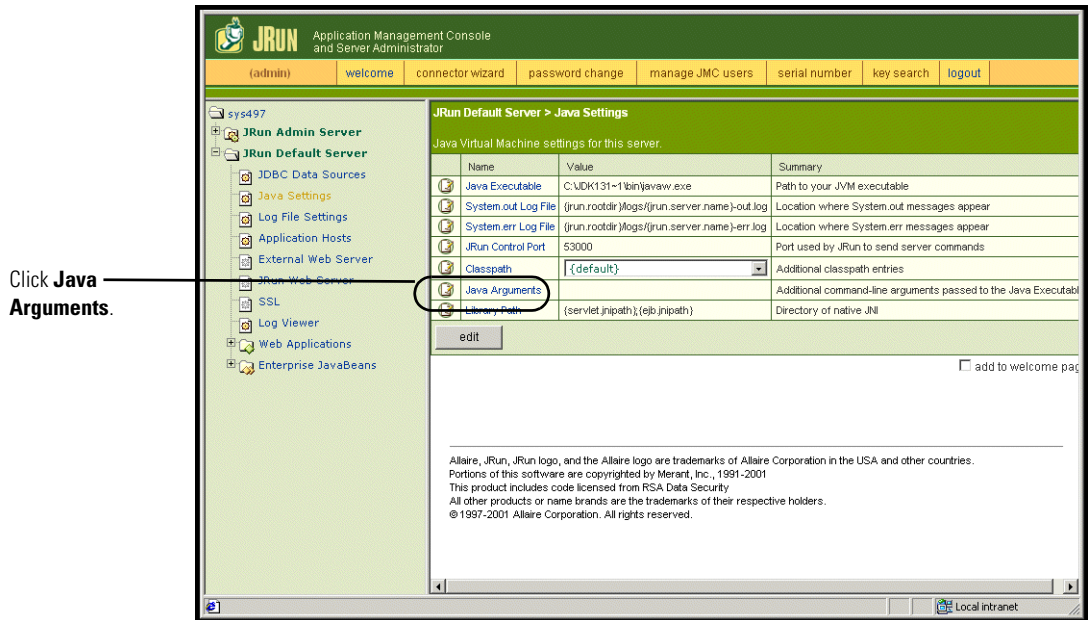 JRUN
Application Management Console
and Server Administrator
(admin)
welcome
connector wizard
password change
manage JMC users
serial number
key search
logout
sys497
JRun Admin Server
JRun Default Server
JDBC Data Sources
Java Settings
Log File Settings
Application Hosts
External Web Server
JRun Web Server
SSL
Log Viewer
Web Applications
Enterprise JavaBeans
Click Java
Arguments.
JRun Default Server > Java Settings
Java Virtual Machine settings for this server.
Name Value Summary
Java Executable C:\JDK131~1\bin\javaw.exe Path to your JVM executable
System.out Log File {jrun.rootdir}/logs/{jrun.server.name}-out.log Location where System.out messages appear
System.err Log File {jrun.rootdir}/logs/{jrun.server.name}-err.log Location where System.err messages appear
JRun Control Port 53000 Port used by JRun to send server commands
Classpath {default} Additional classpath entries
Java Arguments Additional command-line arguments passed to the Java Executabl
Library Path {servlet.jnipath};{ejb.jnipath} Directory of native JNI
edit
add to welcome pag
Allaire, JRun, JRun logo, and the Allaire logo are trademarks of Allaire Corporation in the USA and other countries.
Portions of this software are copyrighted by Merant, Inc., 1991-2001
This product includes code licensed from RSA Data Security
All other products or name brands are the trademarks of their respective holders.
©1997-2001 Allaire Corporation. All rights reserved.
Local intranet